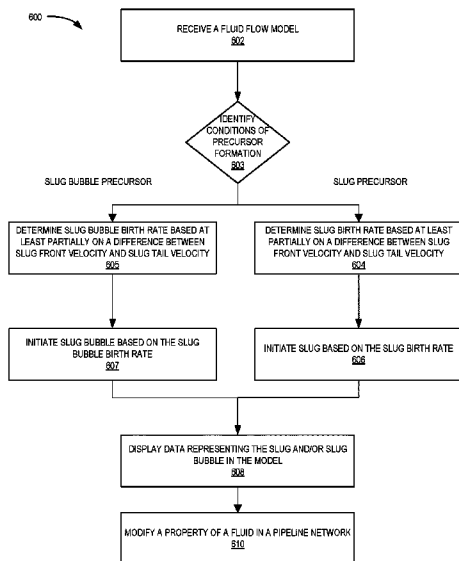 600
RECEIVE A FLUID FLOW MODEL
602
IDENTIFY
CONDITIONS OF
PRECURSOR
FORMATION
603
SLUG BUBBLE PRECURSOR
SLUG PRECURSOR
DETERMINE SLUG BUBBLE BIRTH RATE BASED AT
LEAST PARTIALLY ON A DIFFERENCE BETWEEN
SLUG FRONT VELOCITY AND SLUG TAIL VELOCITY
605
DETERMINE SLUG BIRTH RATE BASED AT LEAST
PARTIALLY ON A DIFFERENCE BETWEEN SLUG
FRONT VELOCITY AND SLUG TAIL VELOCITY
604
INITIATE SLUG BUBBLE BASED ON THE SLUG
BUBBLE BIRTH RATE
607
INITIATE SLUG BASED ON THE SLUG BIRTH RATE
606
DISPLAY DATA REPRESENTING THE SLUG AND/OR SLUG
BUBBLE IN THE MODEL
608
MODIFY A PROPERTY OF A FLUID IN A PIPELINE NETWORK
610